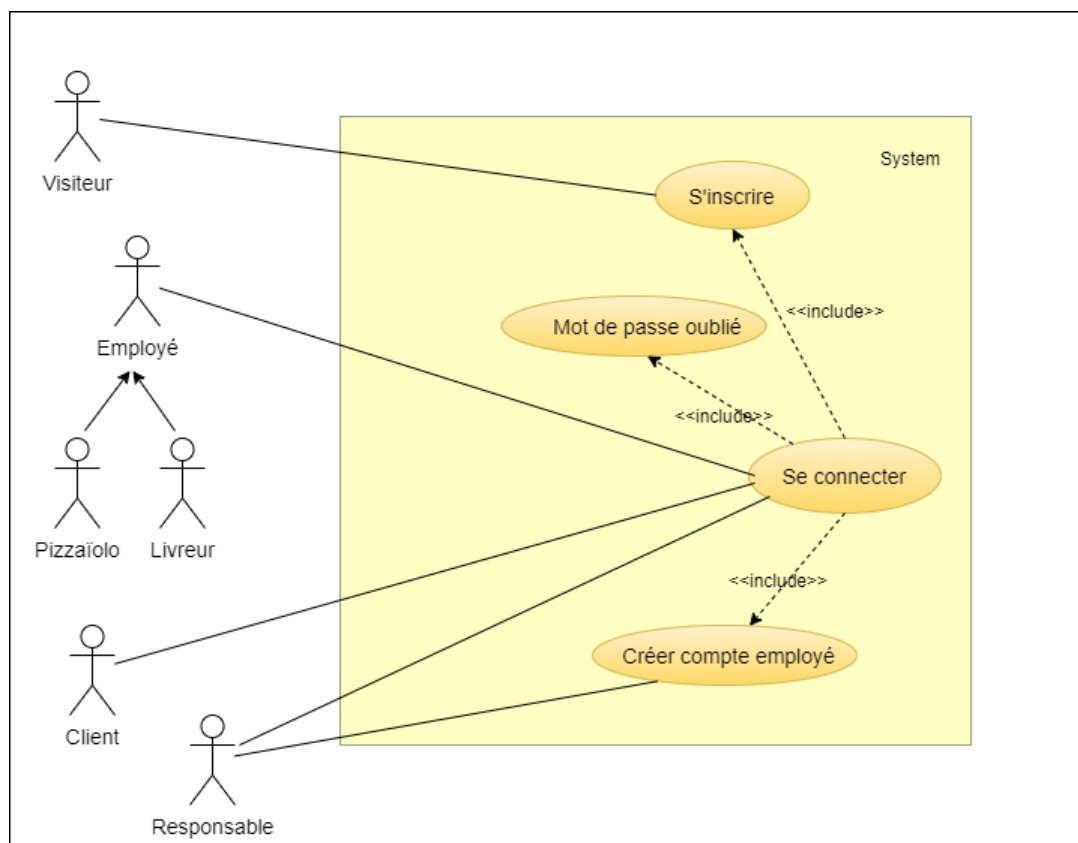 System
Visiteur
S'inscrire
<<include>>
Mot de passe oublié
Employé
<<include>>
Se connecter
Pizzaïolo
Livreur
<<include>>
Créer compte employé
Client
Responsable